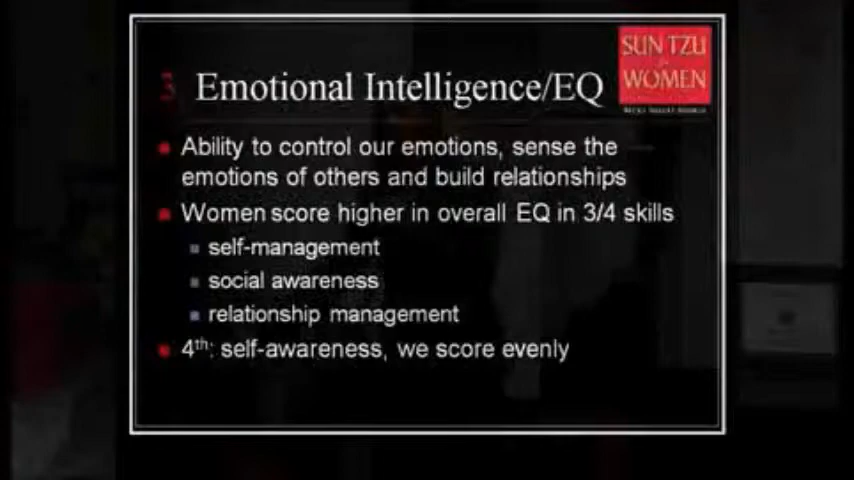 SUN TZU
WOMEN
3 Emotional Intelligence/EQ
Ability to control our emotions, sense the
emotions of others and build relationships
Women score higher in overall EQ in 3/4 skills
self-management
social awareness
relationship management
4th: self-awareness, we score evenly